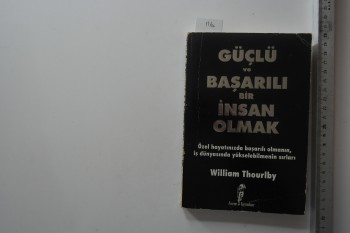 GÜÇLÜ
ve
BAŞARILI
BİR
İNSAN
OLMAK
Özel hayatınızda başarılı olmanın,
iş dünyasında yükselebilmenin sırları
William Thourlby